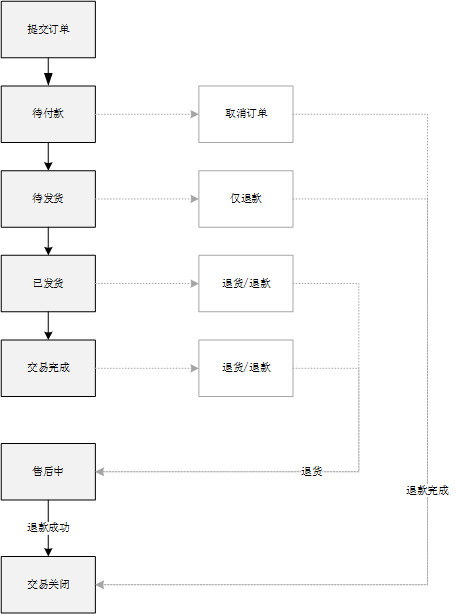 提交订单
待付款
取消订单
待发货
仅退款
已发货
退货/退款
交易完成
退货/退款
售后中
退货
退款完成
退款成功
交易关闭